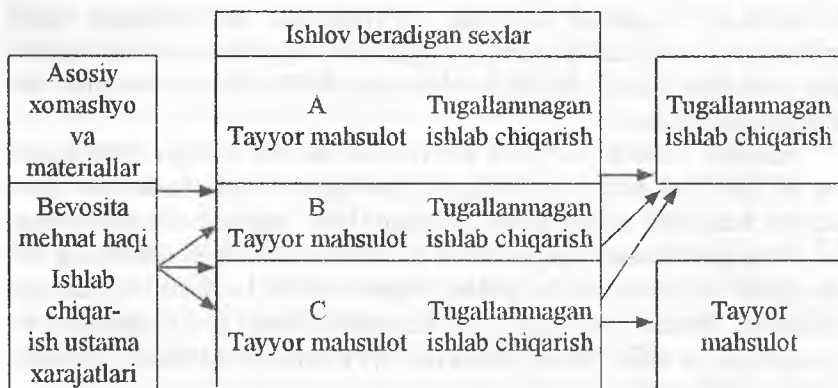 Ishlov beradigan sexlar
Asosiy
xomashyo
va
materiallar
Bevosita
mehnat haqi
Ishlab
chiqar-
ish ustama
xarajatlari
A Tugallanmagan
Tayyor mahsulot ishlab chiqarish
B Tugallanmagan
Tayyor mahsulot ishlab chiqarish
C Tugallanmagan
Tayyor mahsulot ishlab chiqarish
Tugallanmagan
ishlab chiqarish
Tayyor
mahsulot